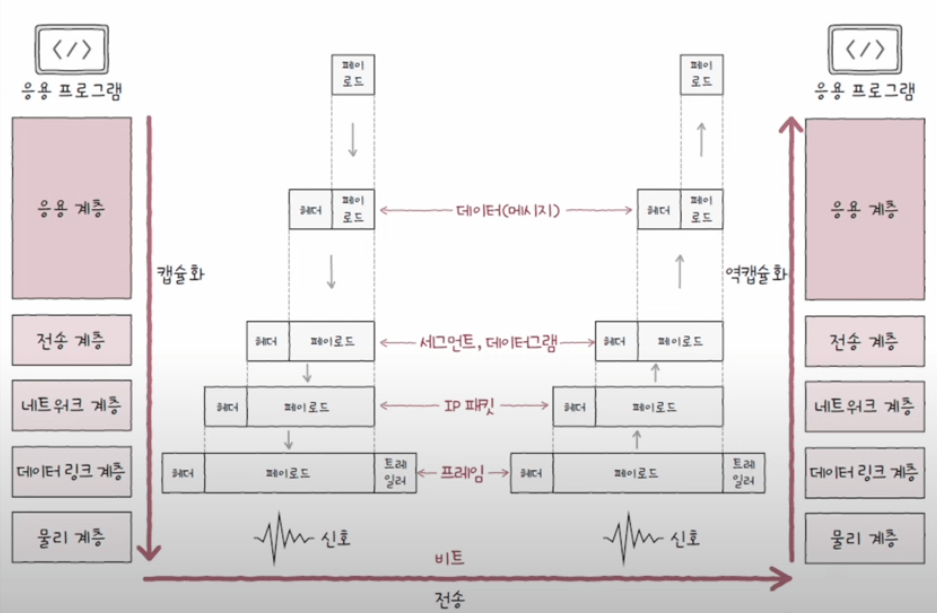 응용 프로그램
응용 계층
전송 계층
네트워크 계층
데이터 링크 계층
물리 계층
캡슐화
페이
로드
헤더
페이
로드
헤더
페이로드
헤더
페이로드
헤더
페이로드
트레
일러
신호
데이터(메시지)
세그먼트, 데이터그램
IP 패킷
프레임
비트
전송
페이
로드
헤더
페이
로드
헤더
페이로드
헤더
페이로드
헤더
페이로드
트레
일러
신호
역캡슐화
응용 프로그램
응용 계층
전송 계층
네트워크 계층
데이터 링크 계층
물리 계층